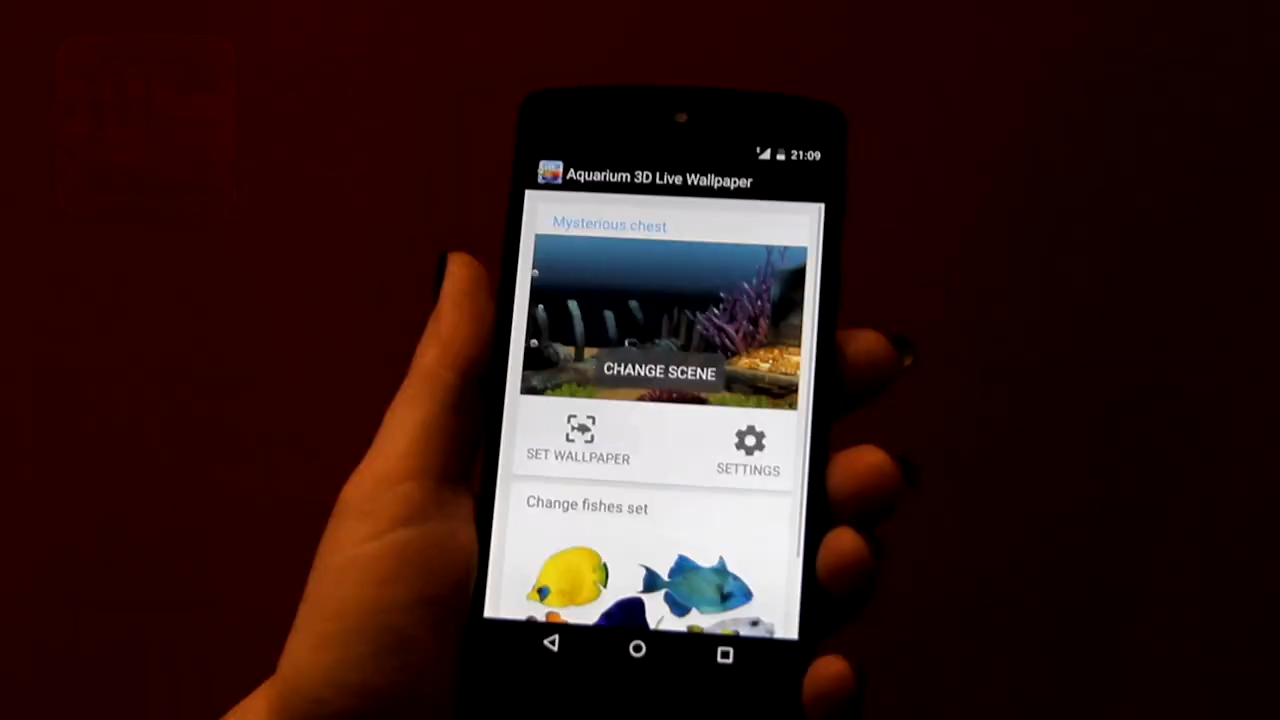 21:09
Aquarium 3D Live Wallpaper
Mysterious chest
CHANGE SCENE
SET WALLPAPER
SETTINGS
Change fishes set